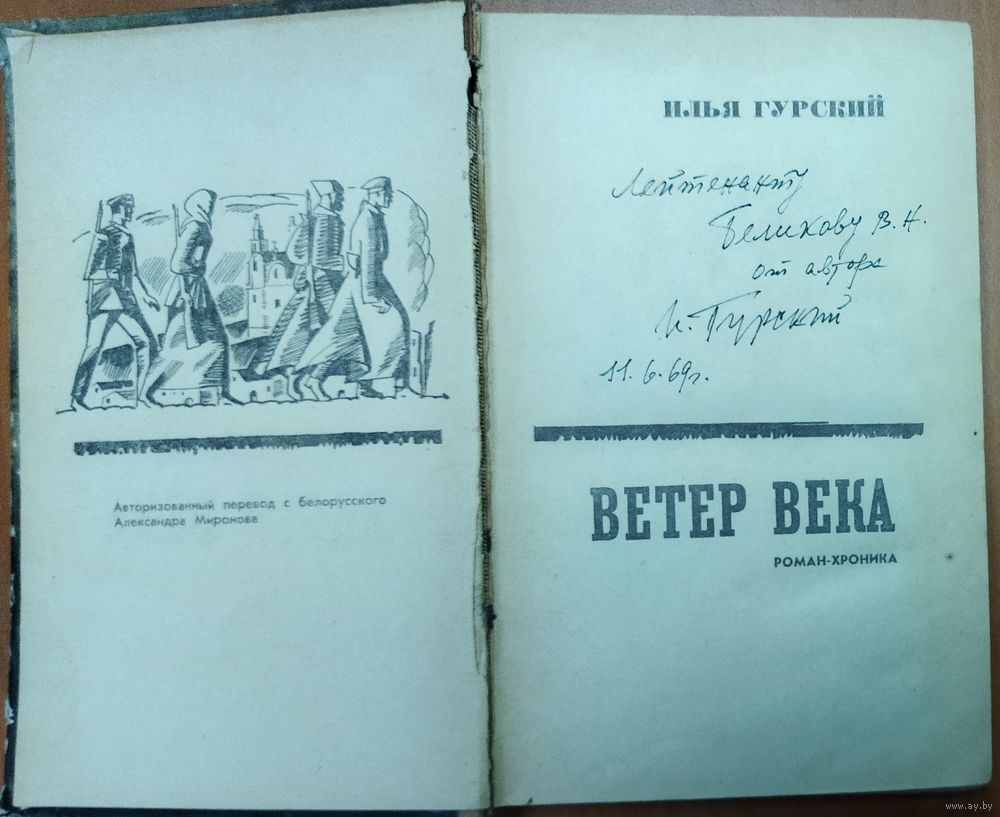 Авторизованный перевод с белорусского
Александра Миронова
ИЛЬЯ ГУРСКИЙ
Лейтенанту
Беликову В. Н.
от автора
И. Гурский
11. 6. 69 г.
ВЕТЕР ВЕКА
РОМАН-ХРОНИКА
www.ay.by